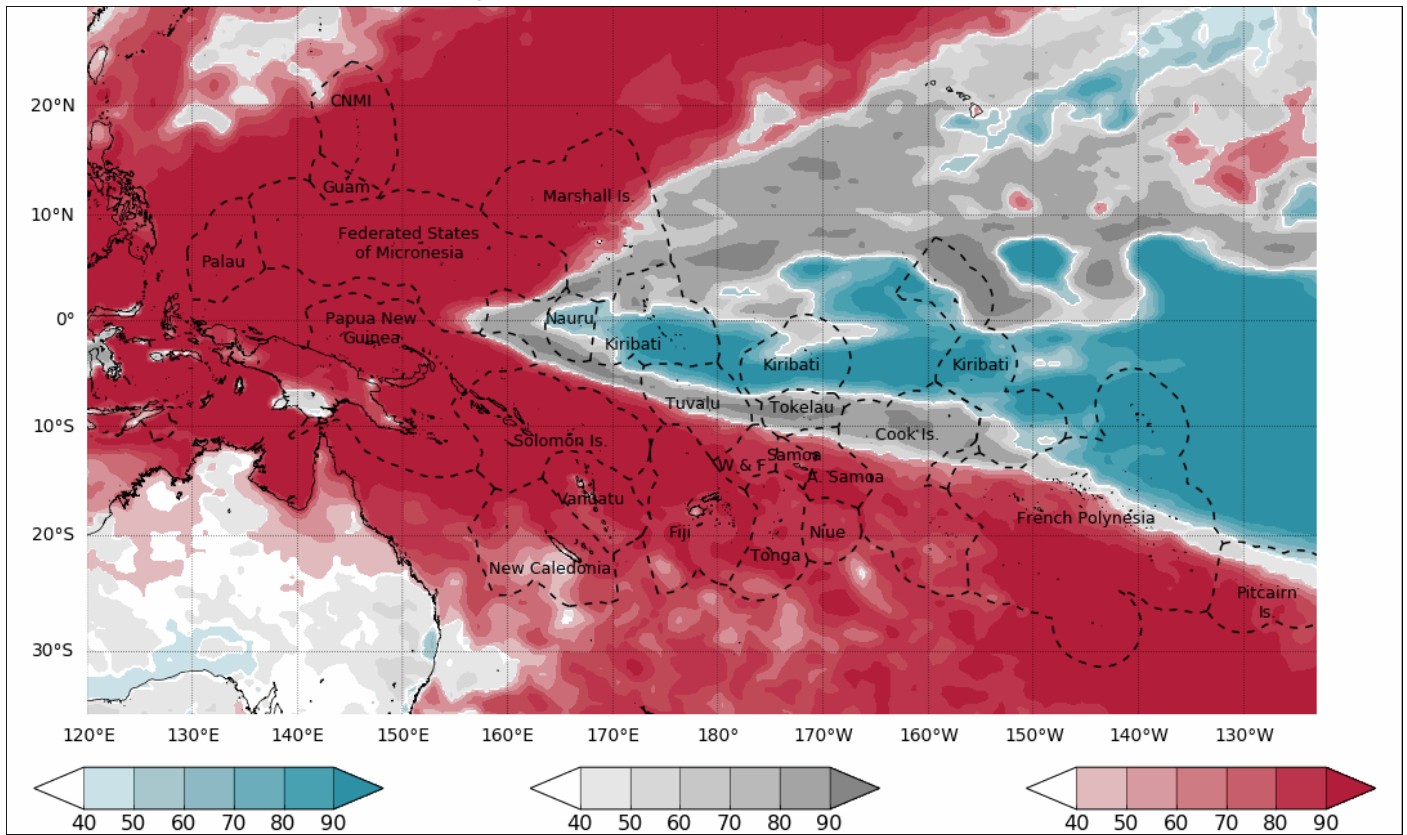 20°N
CNMI
Guam
Marshall Is.
10°N
Federated States
of Micronesia
Palau
0°
Papua New
Guinea
Nauru
Kiribati
Kiribati
Kiribati
Tuvalu
Tokelau
10°S
Solomon Is.
Cook Is.
W & F
Samoa
A. Samoa
Vanuatu
French Polynesia
20°S
Fiji
Niue
Tonga
New Caledonia
Pitcairn
Is.
30°S
120°E 130°E 140°E 150°E 160°E 170°E 180° 170°W 160°W 150°W 140°W 130°W
40 50 60 70 80 90
40 50 60 70 80 90
40 50 60 70 80 90